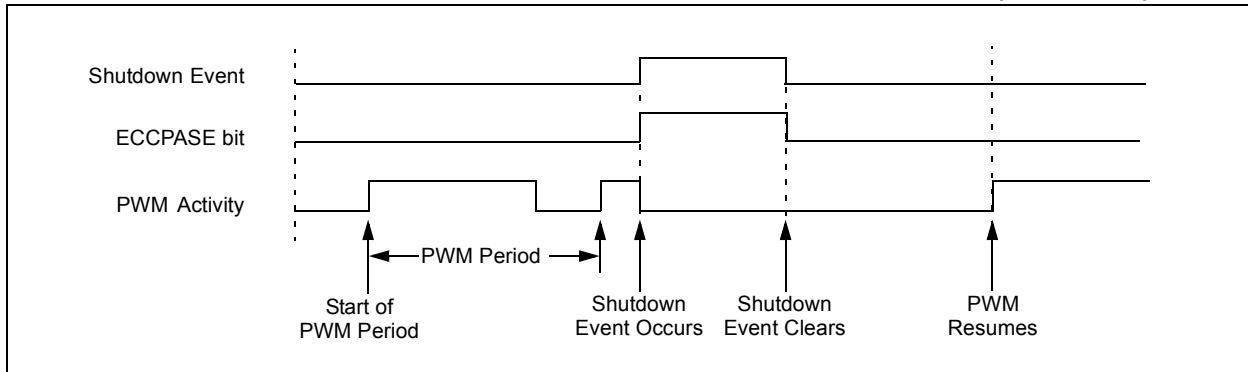 Shutdown Event
ECCPASE bit
PWM Activity
PWM Period
Start of
PWM Period
Shutdown
Event Occurs
Shutdown
Event Clears
PWM
Resumes